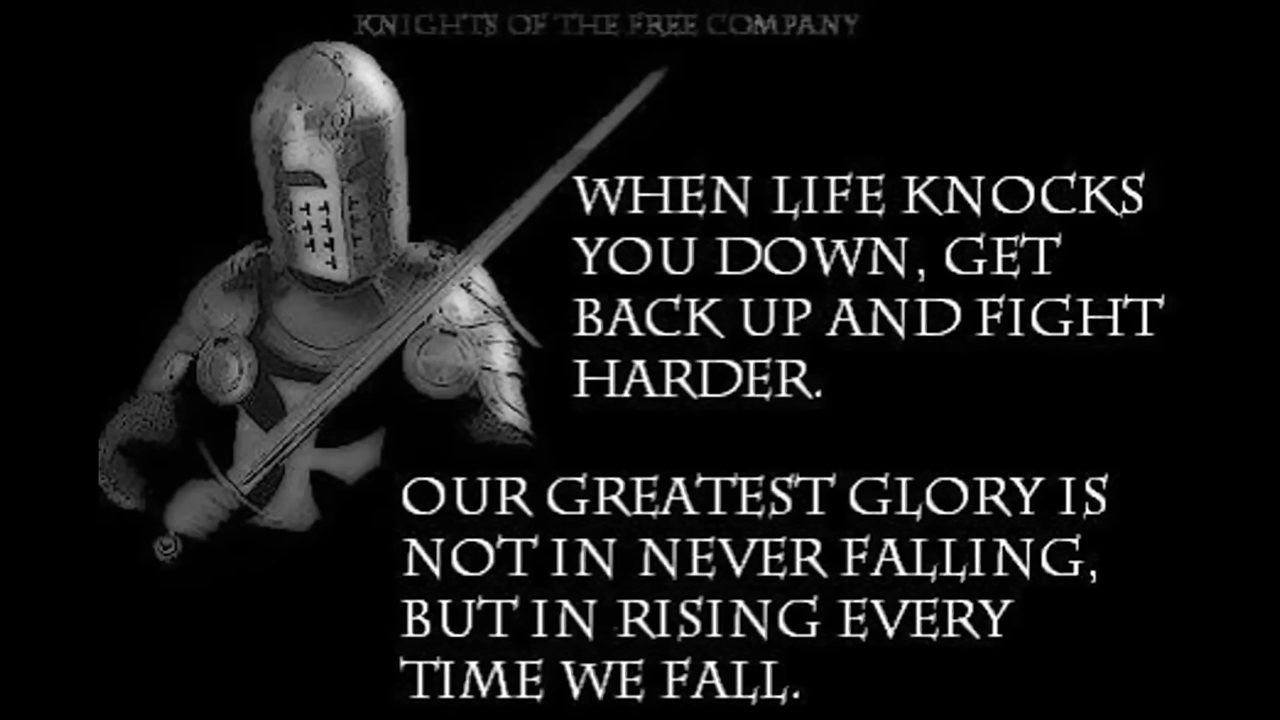 KNIGHTS OF THE FREE COMPANY
WHEN LIFE KNOCKS
YOU DOWN, GET
BACK UP AND FIGHT
HARDER.
OUR GREATEST GLORY IS
NOT IN NEVER FALLING,
BUT IN RISING EVERY
TIME WE FALL.